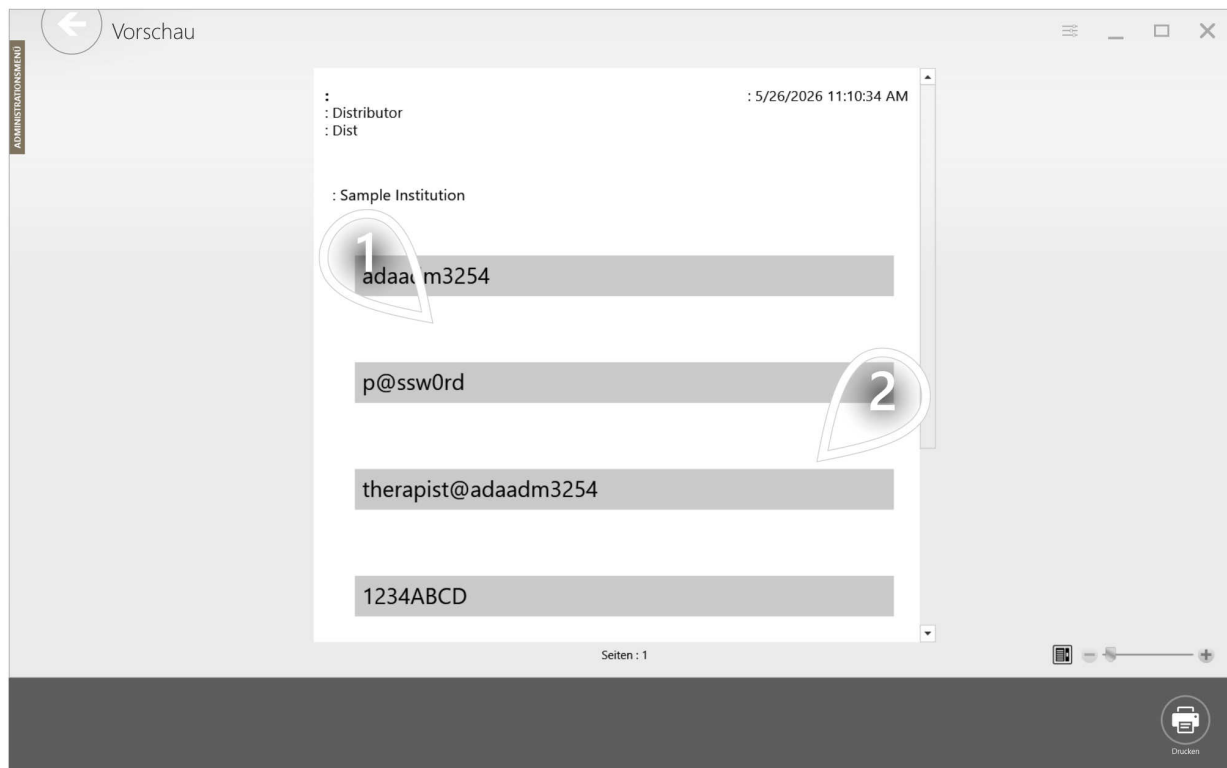 Vorschau
ADMINISTRATIONSMENÜ
:
: 5/26/2026 11:10:34 AM
: Distributor
: Dist
: Sample Institution
1
adaadm3254
p@ssw0rd
2
therapist@adaadm3254
1234ABCD
Seiten : 1
Drucken